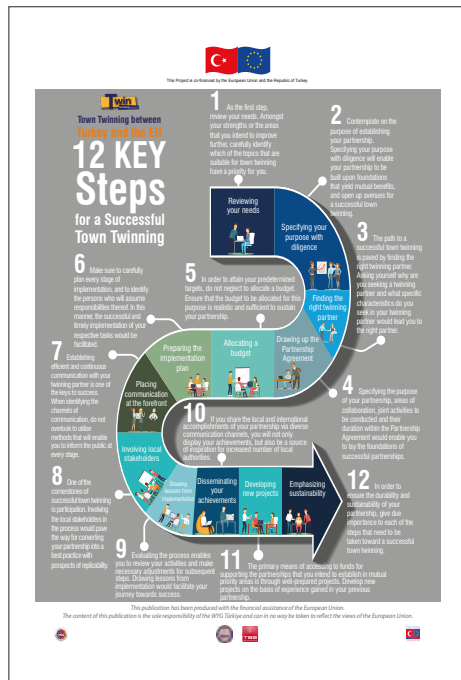 This Project is co-financed by the European Union and the Republic of Turkey
Twin
Town Twinning between
Turkey and the EU
12 KEY
Steps
for a Successful
Town Twinning
1 As the first step,
review your needs. Amongst
your strengths or the areas
that you intend to improve
further, carefully identify
which of the topics that are
suitable for town twinning
have a priority for you.
2 Contemplate on the
purpose of establishing
your partnership.
Specifying your purpose
with diligence will enable
your partnership to be
built upon foundations
that yield mutual benefits,
and open up avenues for
a successful town
twinning.
Reviewing
your needs
Specifying your
purpose with
diligence
3 The path to
a successful town twinning
is paved by finding the
right twinning partner.
Asking yourself why are
you seeking a twinning
partner and what specific
characteristics do you
seek in your twinning
partner would lead you to
the right partner.
Finding the
right twinning
partner
6 Make sure to carefully
plan every stage of
implementation, and to identify
the persons who will assume
responsibilities thereof. In this
manner, the successful and
timely implementation of your
respective tasks would be
facilitated.
5 In order to attain your predetermined
targets, do not neglect to allocate a budget.
Ensure that the budget to be allocated for this
purpose is realistic and sufficient to sustain
your partnership.
Drawing up the
Partnership
Agreement
Allocating a
budget
Preparing the
implementation
plan
4 Specifying the purpose
of your partnership, areas of
collaboration, joint activities to
be conducted and their
duration within the Partnership
Agreement would enable you
to lay the foundations of
successful partnerships.
7 Establishing
efficient and continuous
communication with your
twinning partner is one of
the keys to success.
When identifying the
channels of
communication, do not
overlook to utilise
methods that will enable
you to inform the public at
every stage.
Placing
communication
at the forefront
10 If you share the local and international
accomplishments of your partnership via diverse
communication channels, you will not only
display your achievements, but also be a source
of inspiration for increased number of local
authorities.
Involving local
stakeholders
8 One of the
cornerstones of
successful town twinning
is participation. Involving
the local stakeholders in
the process would pave
the way for converting
your partnership into a
best practice with
prospects of replicability.
Drawing
lessons from
implementation
Disseminating
your
achievements
Developing
new projects
Emphasizing
sustainability
12 In order to
ensure the durability and
sustainability of your
partnership, give due
importance to each of the
steps that need to be
taken toward a successful
town twinning.
9 Evaluating the process enables
you to review your activities and make
necessary adjustments for subsequent
steps. Drawing lessons from
implementation would facilitate your
journey towards success.
11 The primary means of accessing to funds for
supporting the partnerships that you intend to establish in mutual
priority areas is through well-prepared projects. Develop new
projects on the basis of experience gained in your previous
partnership.
This publication has been produced with the financial assistance of the European Union.
The content of this publication is the sole responsibility of the WYG Türkiye and can in no way be taken to reflect the views of the European Union.
TBB